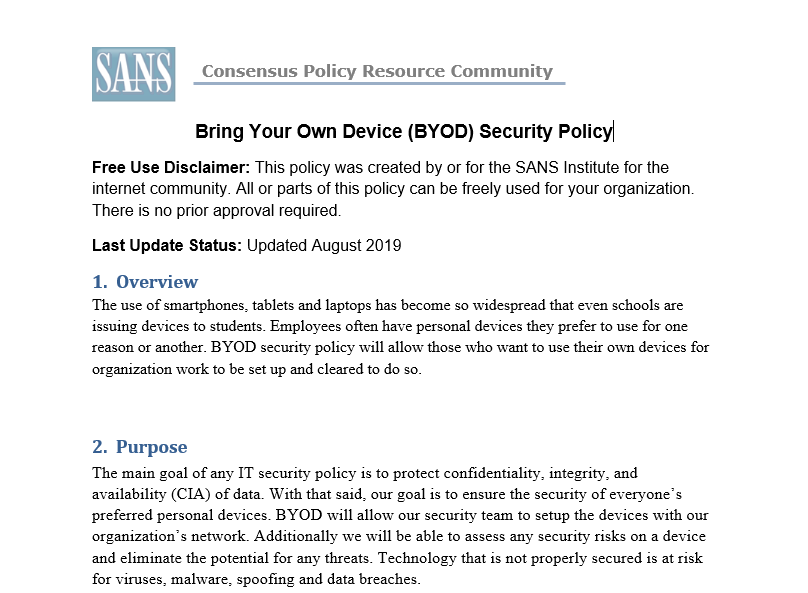 SANS
Consensus Policy Resource Community
Bring Your Own Device (BYOD) Security Policy
Free Use Disclaimer: This policy was created by or for the SANS Institute for the
internet community. All or parts of this policy can be freely used for your organization.
There is no prior approval required.
Last Update Status: Updated August 2019
1. Overview
The use of smartphones, tablets and laptops has become so widespread that even schools are
issuing devices to students. Employees often have personal devices they prefer to use for one
reason or another. BYOD security policy will allow those who want to use their own devices for
organization work to be set up and cleared to do so.
2. Purpose
The main goal of any IT security policy is to protect confidentiality, integrity, and
availability (CIA) of data. With that said, our goal is to ensure the security of everyone’s
preferred personal devices. BYOD will allow our security team to setup the devices with our
organization’s network. Additionally we will be able to assess any security risks on a device
and eliminate the potential for any threats. Technology that is not properly secured is at risk
for viruses, malware, spoofing and data breaches.